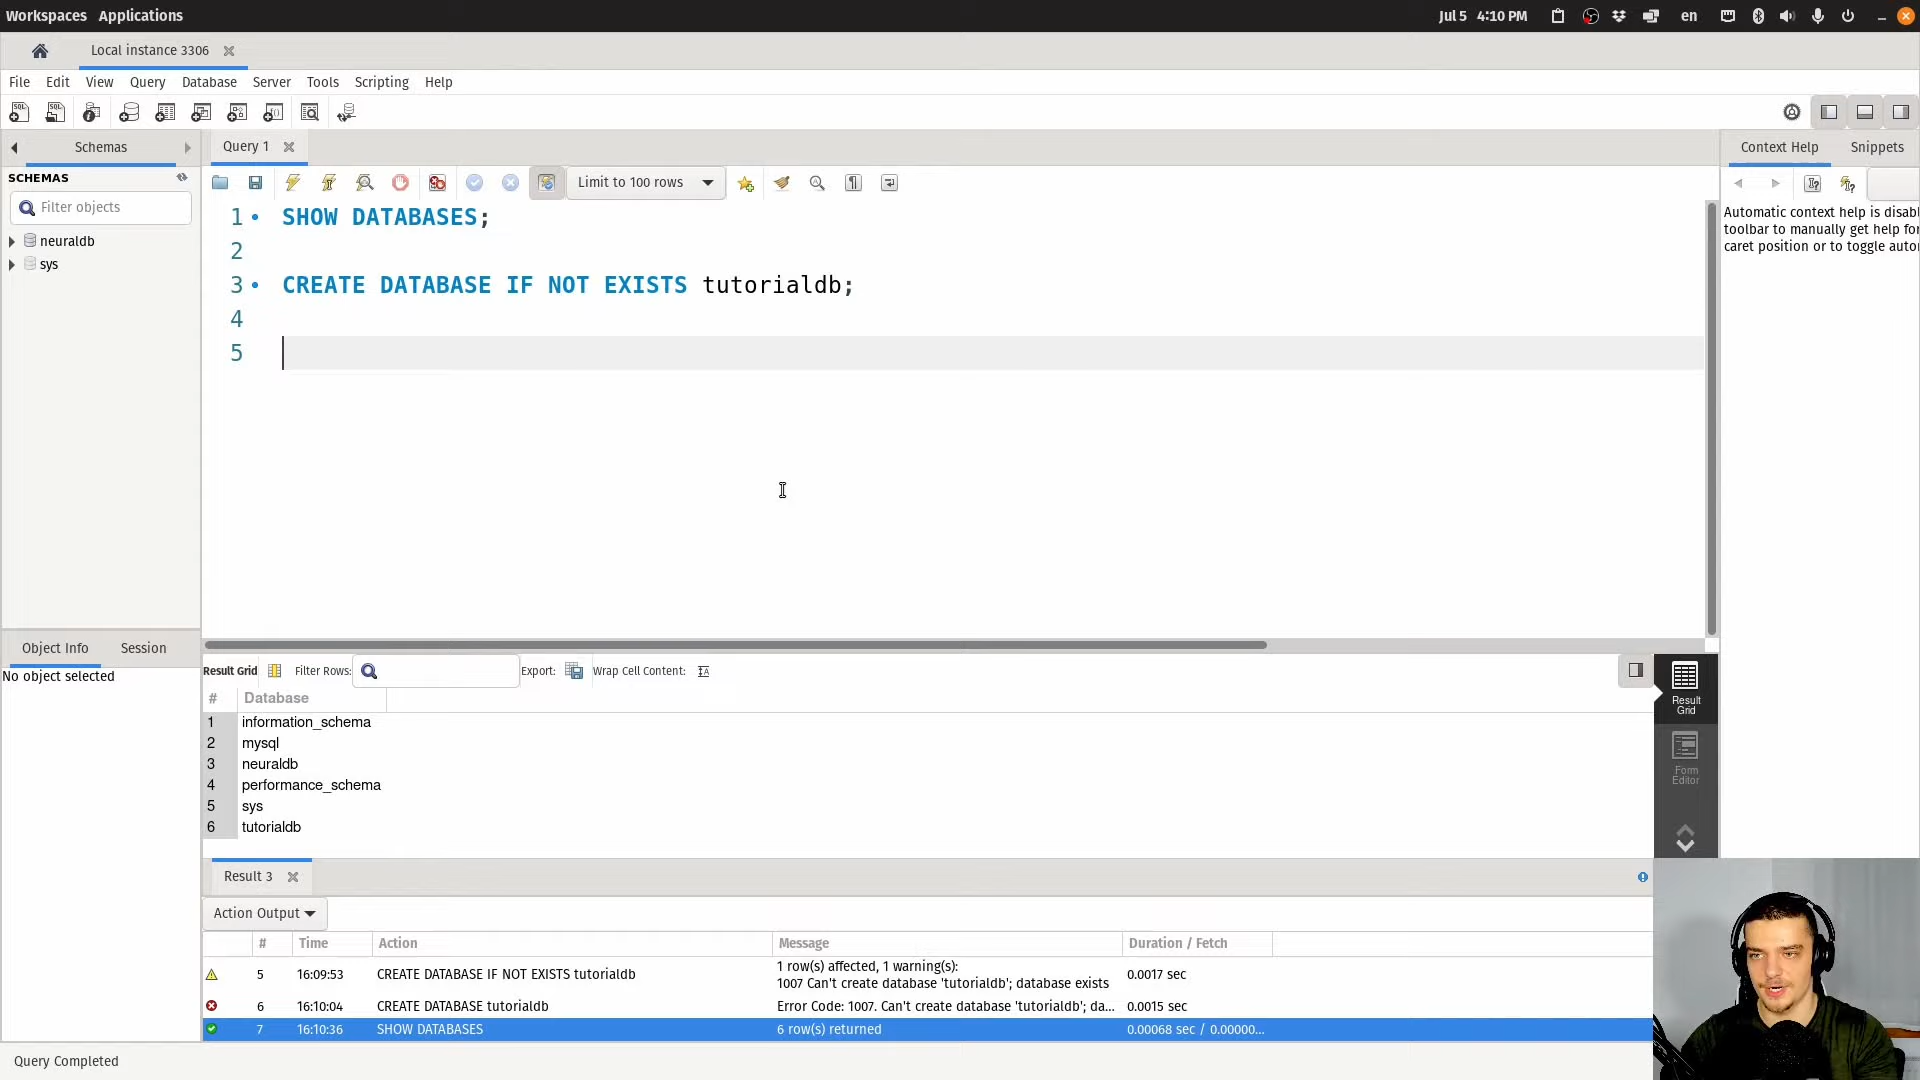 Workspaces Applications
Jul 5 4:10 PM
en
Local instance 3306
File Edit View Query Database Server Tools Scripting Help
Schemas
Query 1
Context Help Snippets
SCHEMAS
Filter objects
neuraldb
sys
Limit to 100 rows
1 SHOW DATABASES;
2
3 CREATE DATABASE IF NOT EXISTS tutorialdb;
4
5
Automatic context help is disab
toolbar to manually get help for
caret position or to toggle auto
Object Info Session
No object selected
Result Grid Filter Rows: Export: Wrap Cell Content:
# Database
1 information_schema
2 mysql
3 neuraldb
4 performance_schema
5 sys
6 tutorialdb
Result
Grid
Form
Editor
Result 3
Action Output
# Time Action Message Duration / Fetch
5 16:09:53 CREATE DATABASE IF NOT EXISTS tutorialdb 1 row(s) affected, 1 warning(s):
1007 Can't create database 'tutorialdb'; database exists 0.0017 sec
6 16:10:04 CREATE DATABASE tutorialdb Error Code: 1007. Can't create database 'tutorialdb'; da... 0.0015 sec
7 16:10:36 SHOW DATABASES 6 row(s) returned 0.00068 sec / 0.00000...
Query Completed